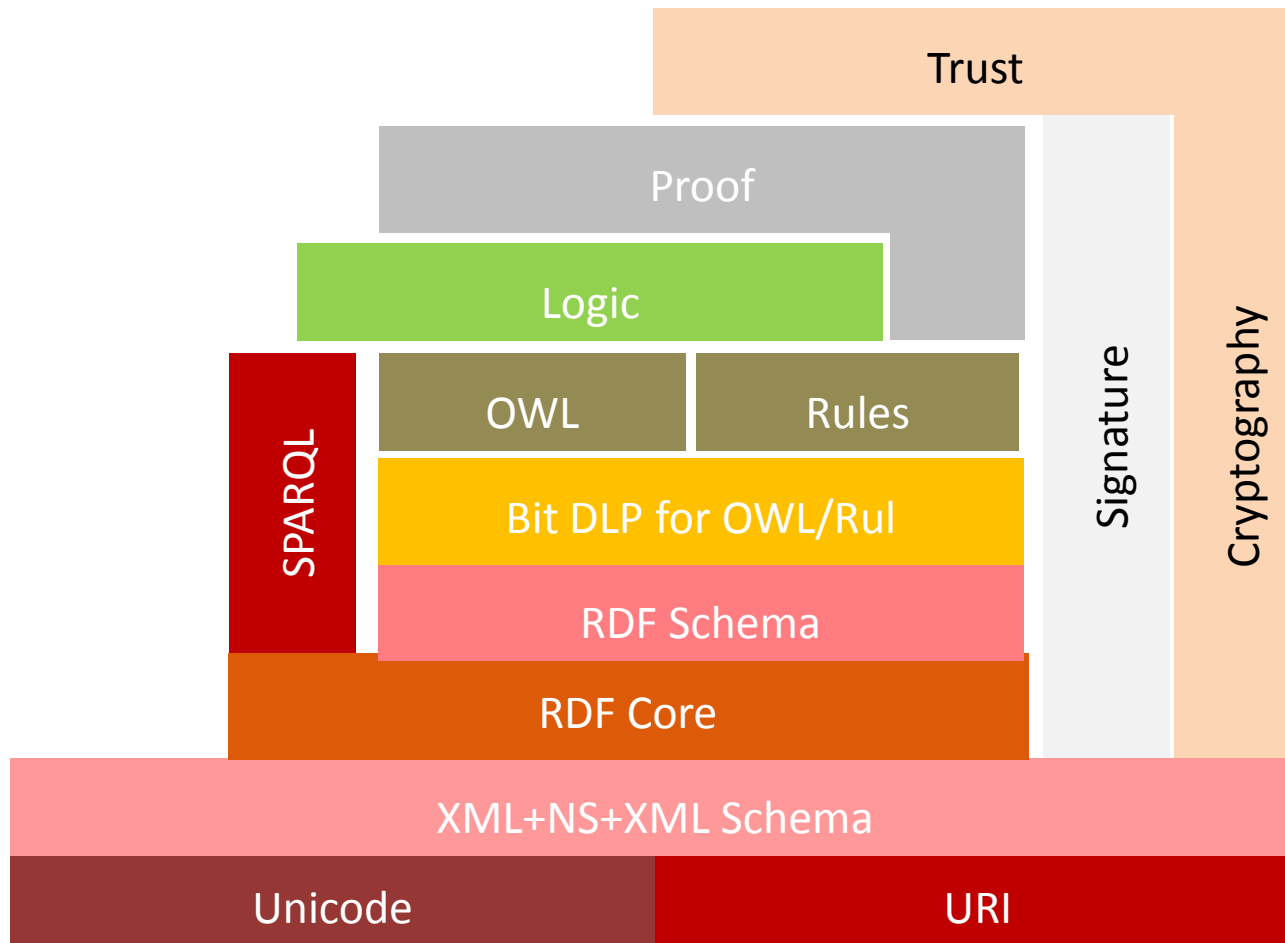 Trust
Proof
Logic
OWL
Rules
SPARQL
Bit DLP for OWL/Rul
RDF Schema
RDF Core
Signature
Cryptography
XML+NS+XML Schema
Unicode
URI